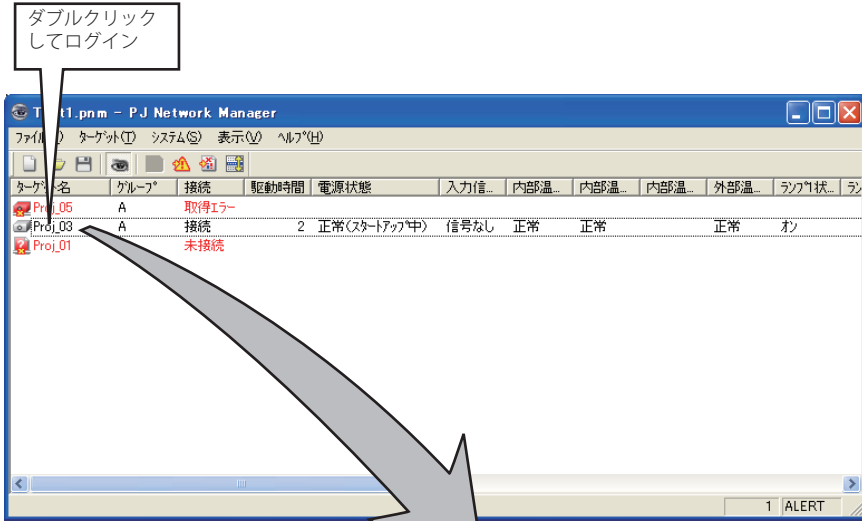 ダブルクリック
してログイン
t1.pnm - PJ Network Manager
ターゲット(T) システム(S) 表示(V) ヘルプ(H)
グループ 接続 駆動時間 電源状態 入力信... 内部温... 内部温... 内部温... 外部温... ランプ1状... ラン
Proj_05 A 取得エラー
Proj_03 A 接続 2 正常(スタートアップ中) 信号なし 正常 正常 正常 オン
Proj_01 未接続
1 ALERT